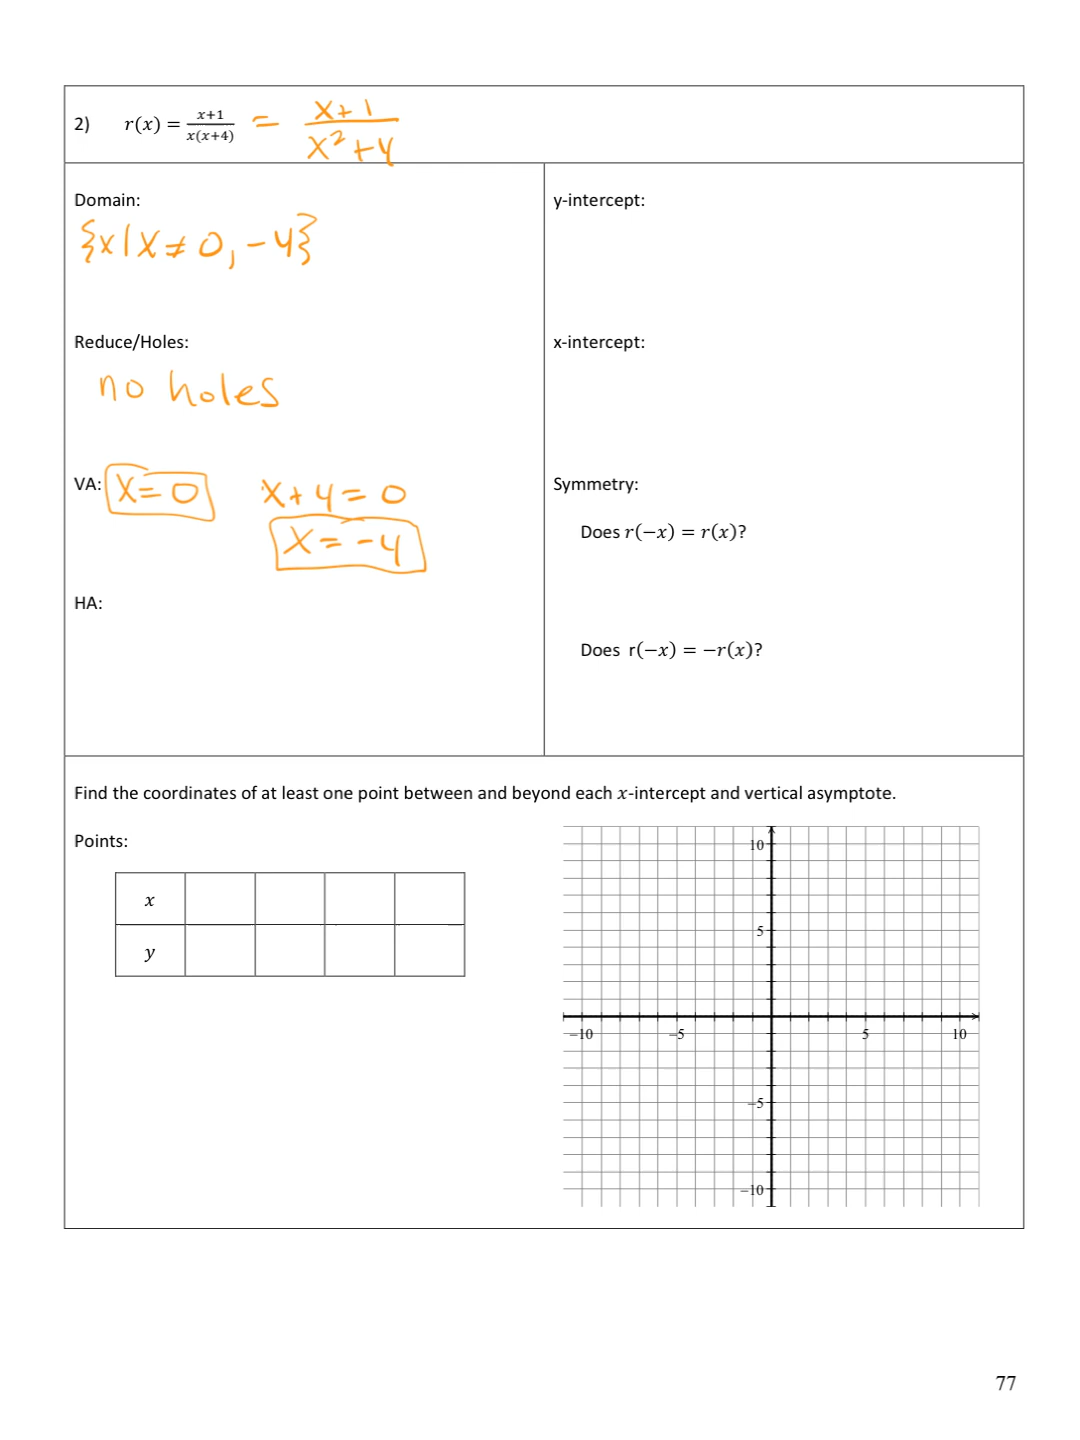 2) r(x) = x+1/x(x+4) = x+1/x²+4
Domain:
{x|x≠0,-4}
Reduce/Holes:
no holes
VA: x=0 x+4=0
x=-4
HA:
y-intercept:
x-intercept:
Symmetry:
Does r(−x) = r(x)?
Does r(−x) = −r(x)?
Find the coordinates of at least one point between and beyond each x-intercept and vertical asymptote.
Points:
x
y
10
5
−10 −5 5 10
−5
−10
77